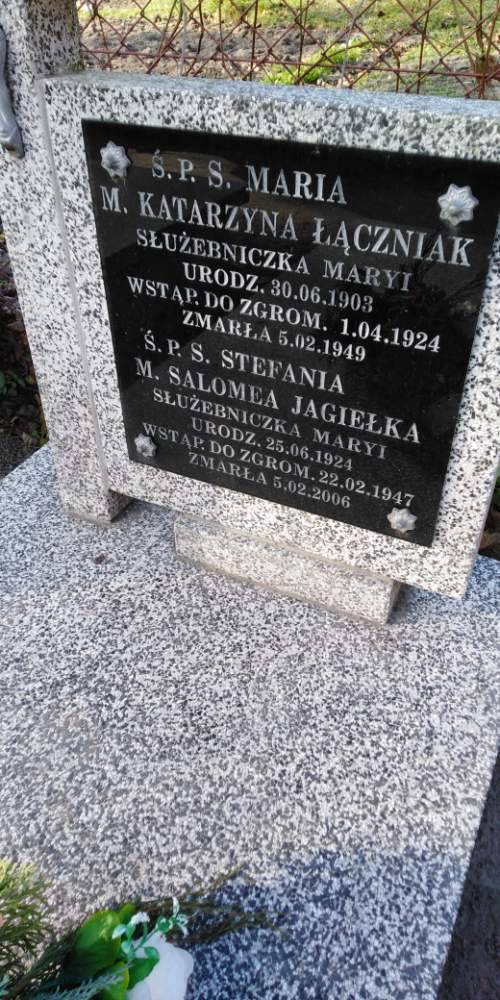 Ś.P.S. MARIA
M. KATARZYNA ŁĄCZNIAK
SŁUŻEBNICZKA MARYI
URODZ. 30.06.1903
WSTĄP. DO ZGROM. 1.04.1924
ZMARŁA 5.02.1949
Ś.P.S. STEFANIA
M. SALOMEA JAGIEŁKA
SŁUŻEBNICZKA MARYI
URODZ. 25.06.1924
WSTĄP. DO ZGROM. 22.02.1947
ZMARŁA 5.02.2006